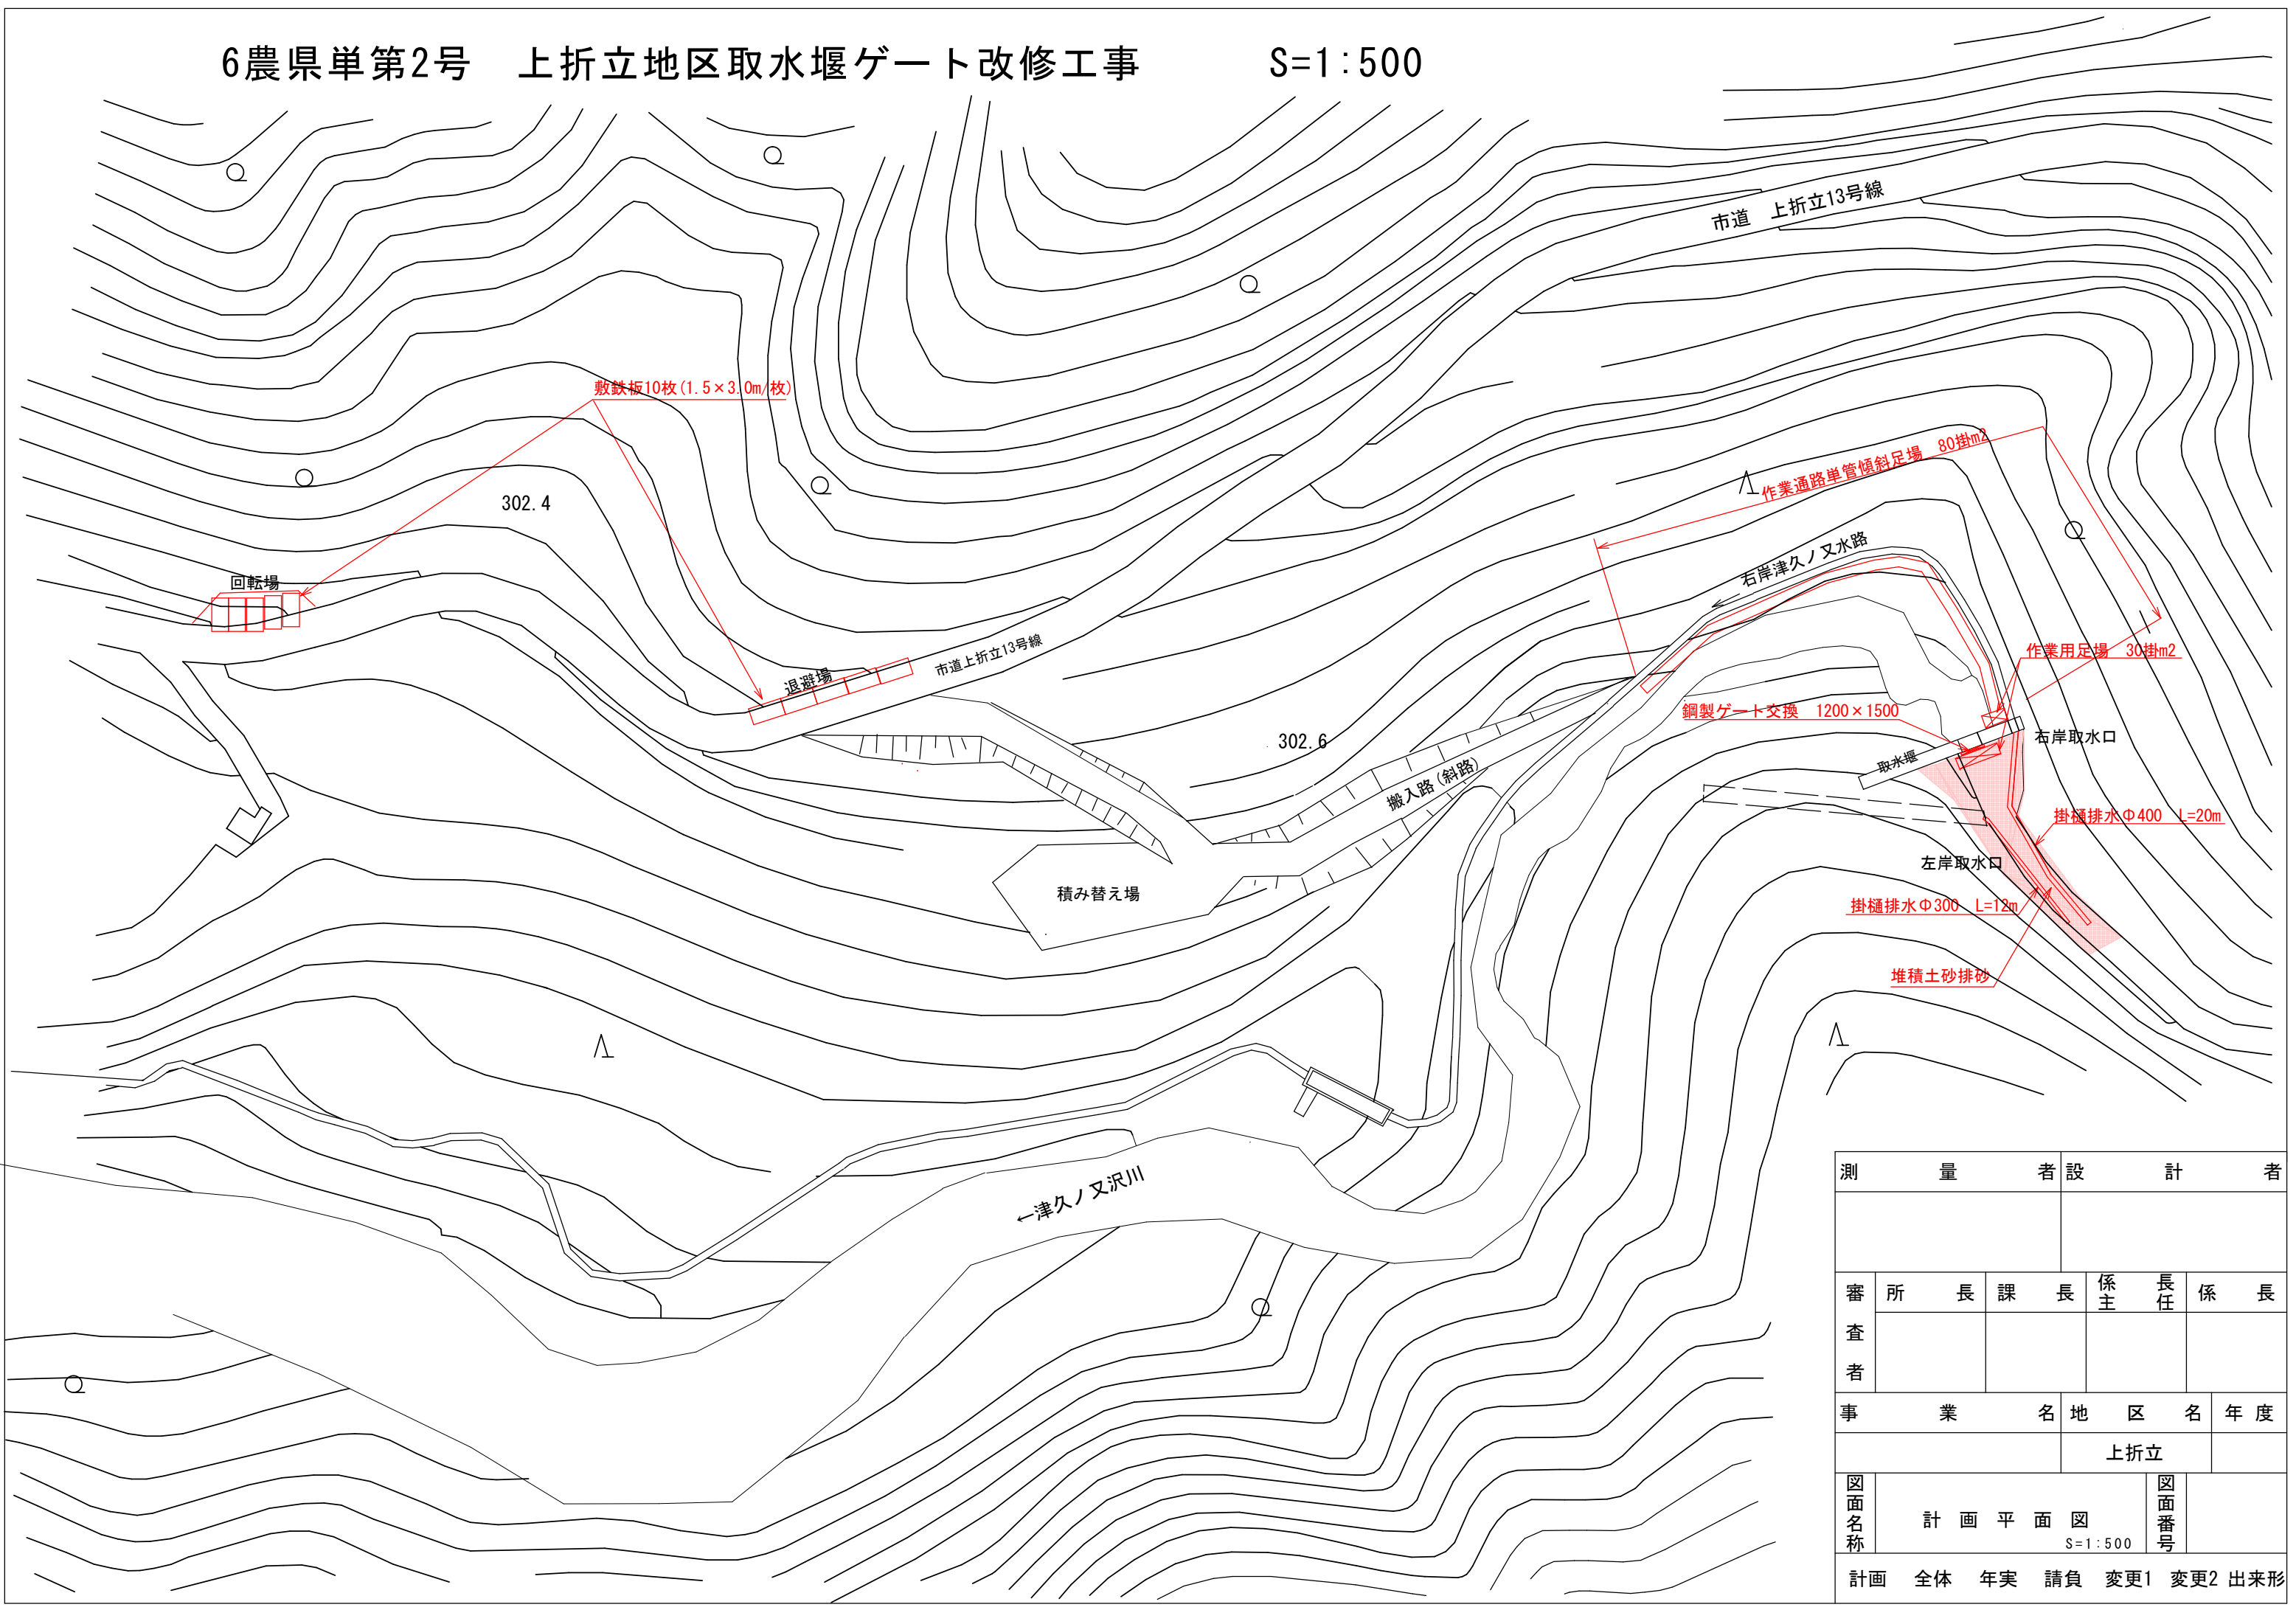 6農県単第2号　上折立地区取水堰ゲート改修工事　　　S=1:500
市道　上折立13号線
敷鉄板10枚(1.5×3.0m/枚)
作業通路単管傾斜足場　80掛m2
302.4
右岸津久ノ又水路
回転場
市道上折立13号線
作業用足場　30掛m2
退避場
鋼製ゲート交換　1200×1500
302.6
右岸取水口
取水堰
搬入路(斜路)
掛樋排水Φ400　L=20m
左岸取水口
積み替え場
掛樋排水Φ300　L=12m
堆積土砂排砂
←津久ノ又沢川
測量者 設計者
審査者 所長 課長 係長主任 係長
事業名 地区名 年度
上折立
図面名称 計画平面図 図面番号
S=1:500
計画　全体　年実　請負　変更1　変更2 出来形